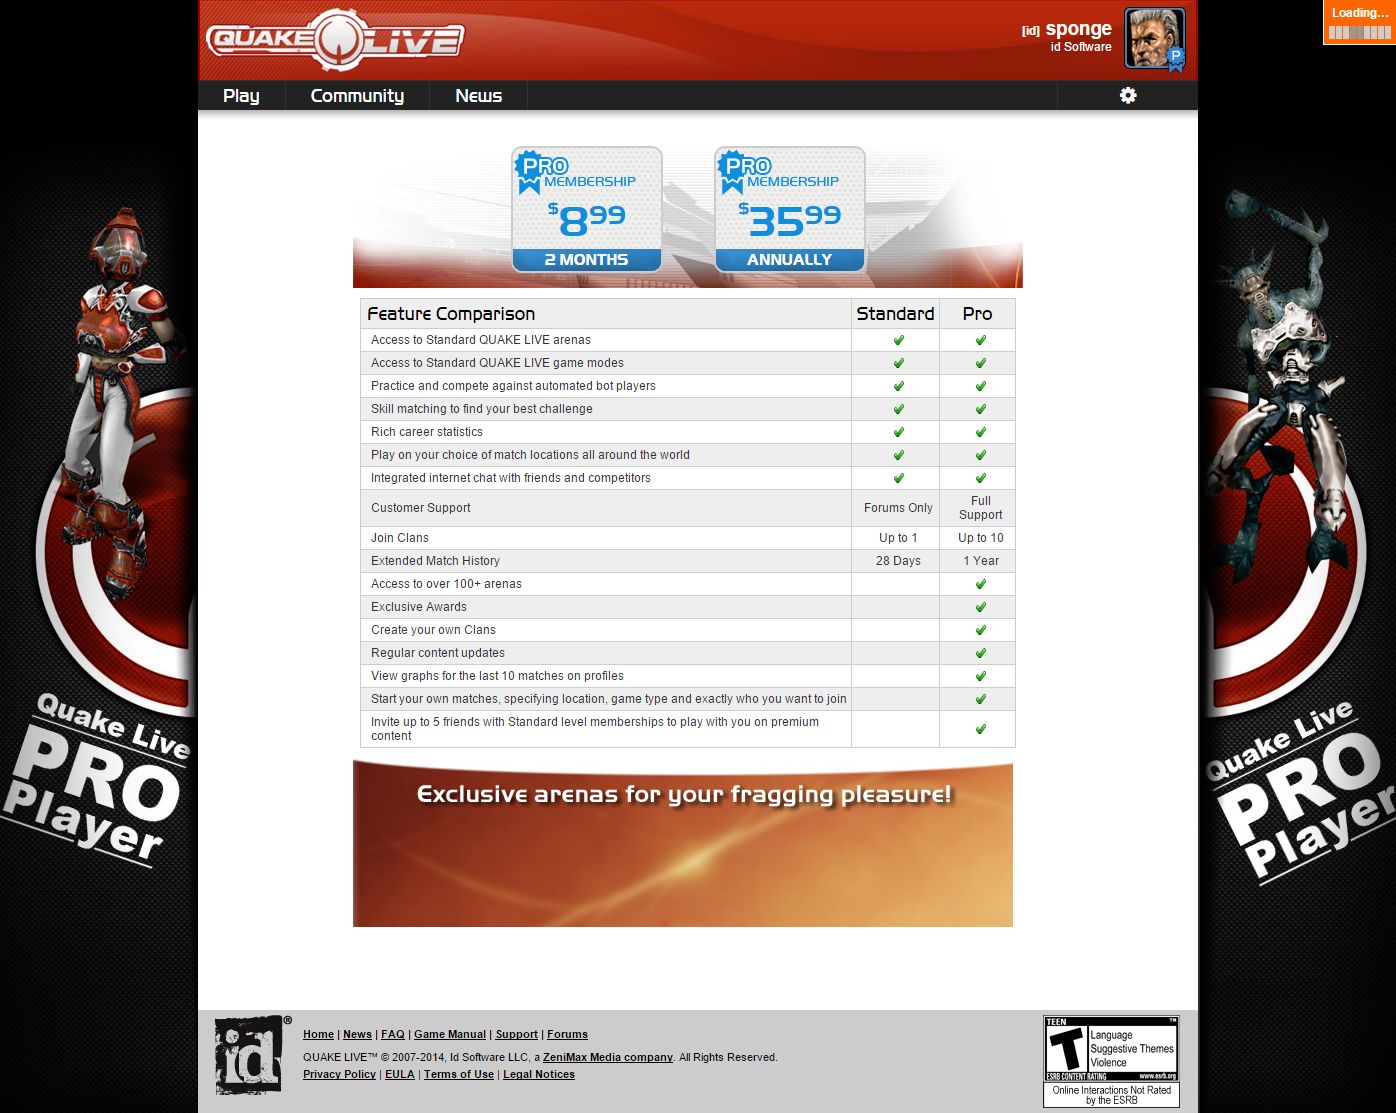 QUAKE LIVE
[id] sponge
id Software
P
Loading...
Play
Community
News
PRO
MEMBERSHIP
$8.99
2 MONTHS
PRO
MEMBERSHIP
$35.99
ANNUALLY
Feature Comparison Standard Pro
Access to Standard QUAKE LIVE arenas
Access to Standard QUAKE LIVE game modes
Practice and compete against automated bot players
Skill matching to find your best challenge
Rich career statistics
Play on your choice of match locations all around the world
Integrated internet chat with friends and competitors
Customer Support Forums Only Full
Support
Join Clans Up to 1 Up to 10
Extended Match History 28 Days 1 Year
Access to over 100+ arenas
Exclusive Awards
Create your own Clans
Regular content updates
View graphs for the last 10 matches on profiles
Start your own matches, specifying location, game type and exactly who you want to join
Invite up to 5 friends with Standard level memberships to play with you on premium
content
Exclusive arenas for your fragging pleasure!
Quake Live
PRO
Player
Quake Live
PRO
Player
id®
Home | News | FAQ | Game Manual | Support | Forums
QUAKE LIVE™ © 2007-2014, Id Software LLC, a ZeniMax Media company. All Rights Reserved.
Privacy Policy | EULA | Terms of Use | Legal Notices
TEEN ™
T
Language
Suggestive Themes
Violence
ESRB CONTENT RATING www.esrb.org
Online Interactions Not Rated
by the ESRB